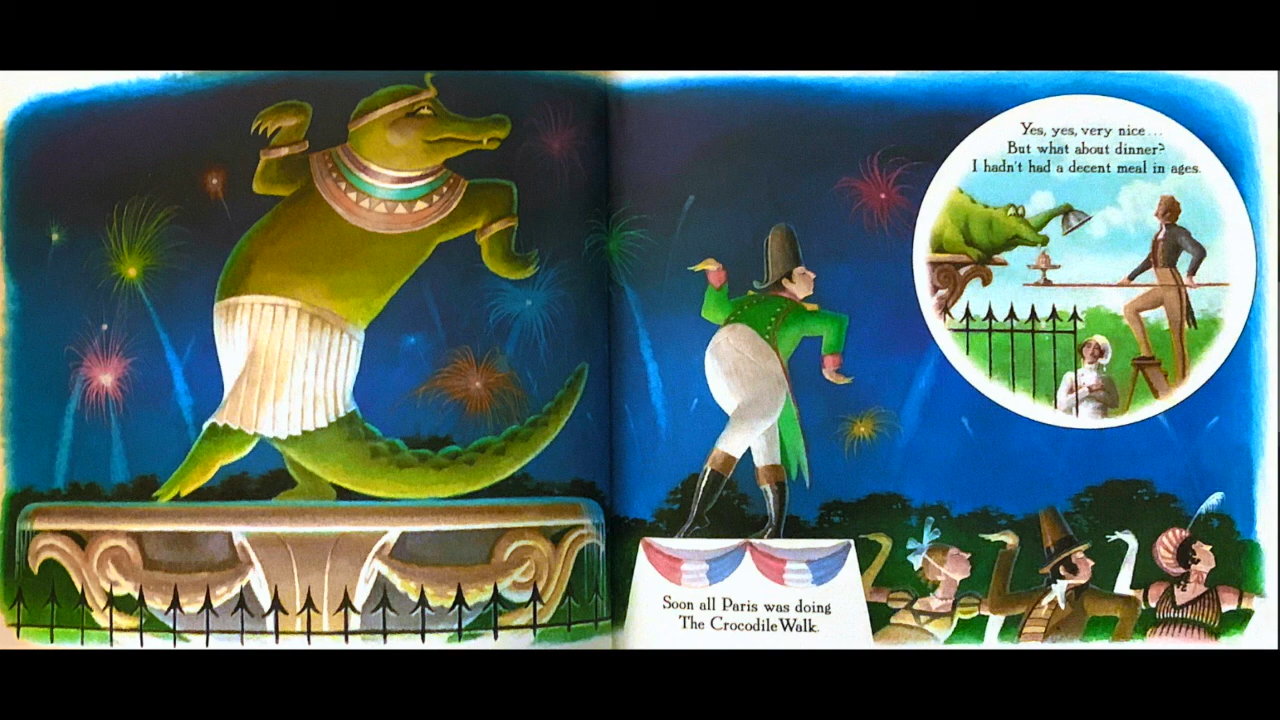 Yes, yes, very nice...
But what about dinner?
I hadn't had a decent meal in ages.
Soon all Paris was doing
The Crocodile Walk.